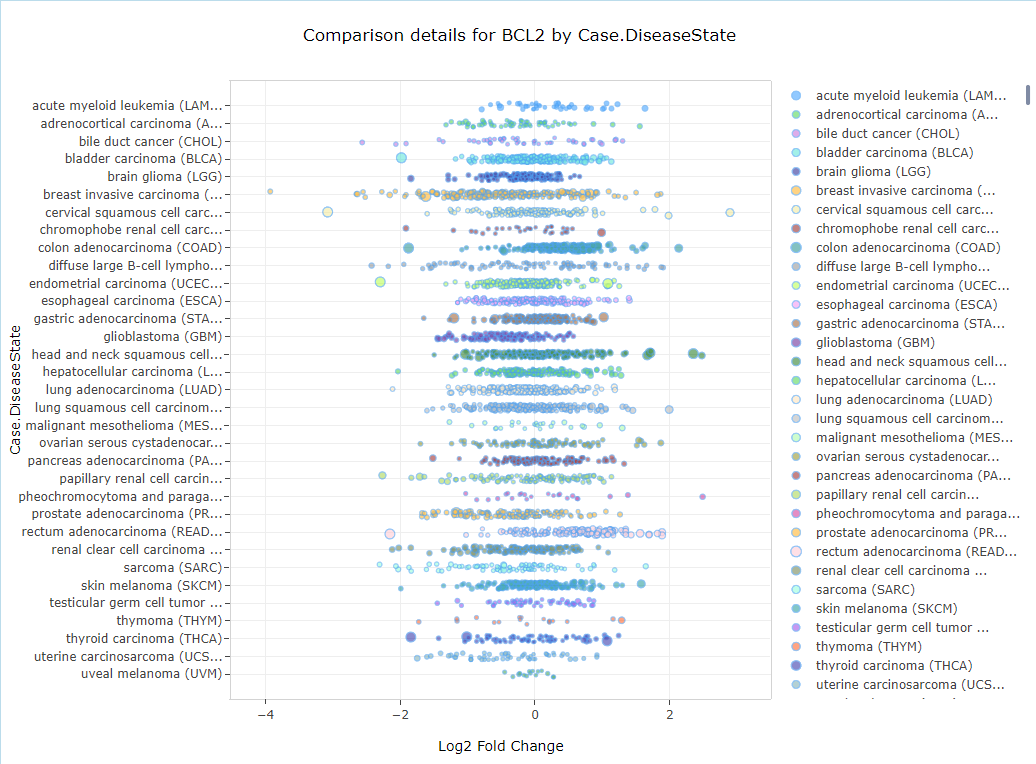 Comparison details for BCL2 by Case.DiseaseState
Case.DiseaseState
acute myeloid leukemia (LAM...
adrenocortical carcinoma (A...
bile duct cancer (CHOL)
bladder carcinoma (BLCA)
brain glioma (LGG)
breast invasive carcinoma (...
cervical squamous cell carc...
chromophobe renal cell carc...
colon adenocarcinoma (COAD)
diffuse large B-cell lympho...
endometrial carcinoma (UCEC...
esophageal carcinoma (ESCA)
gastric adenocarcinoma (STA...
glioblastoma (GBM)
head and neck squamous cell...
hepatocellular carcinoma (L...
lung adenocarcinoma (LUAD)
lung squamous cell carcinom...
malignant mesothelioma (MES...
ovarian serous cystadenocar...
pancreas adenocarcinoma (PA...
papillary renal cell carcin...
pheochromocytoma and paraga...
prostate adenocarcinoma (PR...
rectum adenocarcinoma (READ...
renal clear cell carcinoma ...
sarcoma (SARC)
skin melanoma (SKCM)
testicular germ cell tumor ...
thymoma (THYM)
thyroid carcinoma (THCA)
uterine carcinosarcoma (UCS...
uveal melanoma (UVM)
−4
−2
0
2
Log2 Fold Change
acute myeloid leukemia (LAM...
adrenocortical carcinoma (A...
bile duct cancer (CHOL)
bladder carcinoma (BLCA)
brain glioma (LGG)
breast invasive carcinoma (...
cervical squamous cell carc...
chromophobe renal cell carc...
colon adenocarcinoma (COAD)
diffuse large B-cell lympho...
endometrial carcinoma (UCEC...
esophageal carcinoma (ESCA)
gastric adenocarcinoma (STA...
glioblastoma (GBM)
head and neck squamous cell...
hepatocellular carcinoma (L...
lung adenocarcinoma (LUAD)
lung squamous cell carcinom...
malignant mesothelioma (MES...
ovarian serous cystadenocar...
pancreas adenocarcinoma (PA...
papillary renal cell carcin...
pheochromocytoma and paraga...
prostate adenocarcinoma (PR...
rectum adenocarcinoma (READ...
renal clear cell carcinoma ...
sarcoma (SARC)
skin melanoma (SKCM)
testicular germ cell tumor ...
thymoma (THYM)
thyroid carcinoma (THCA)
uterine carcinosarcoma (UCS...